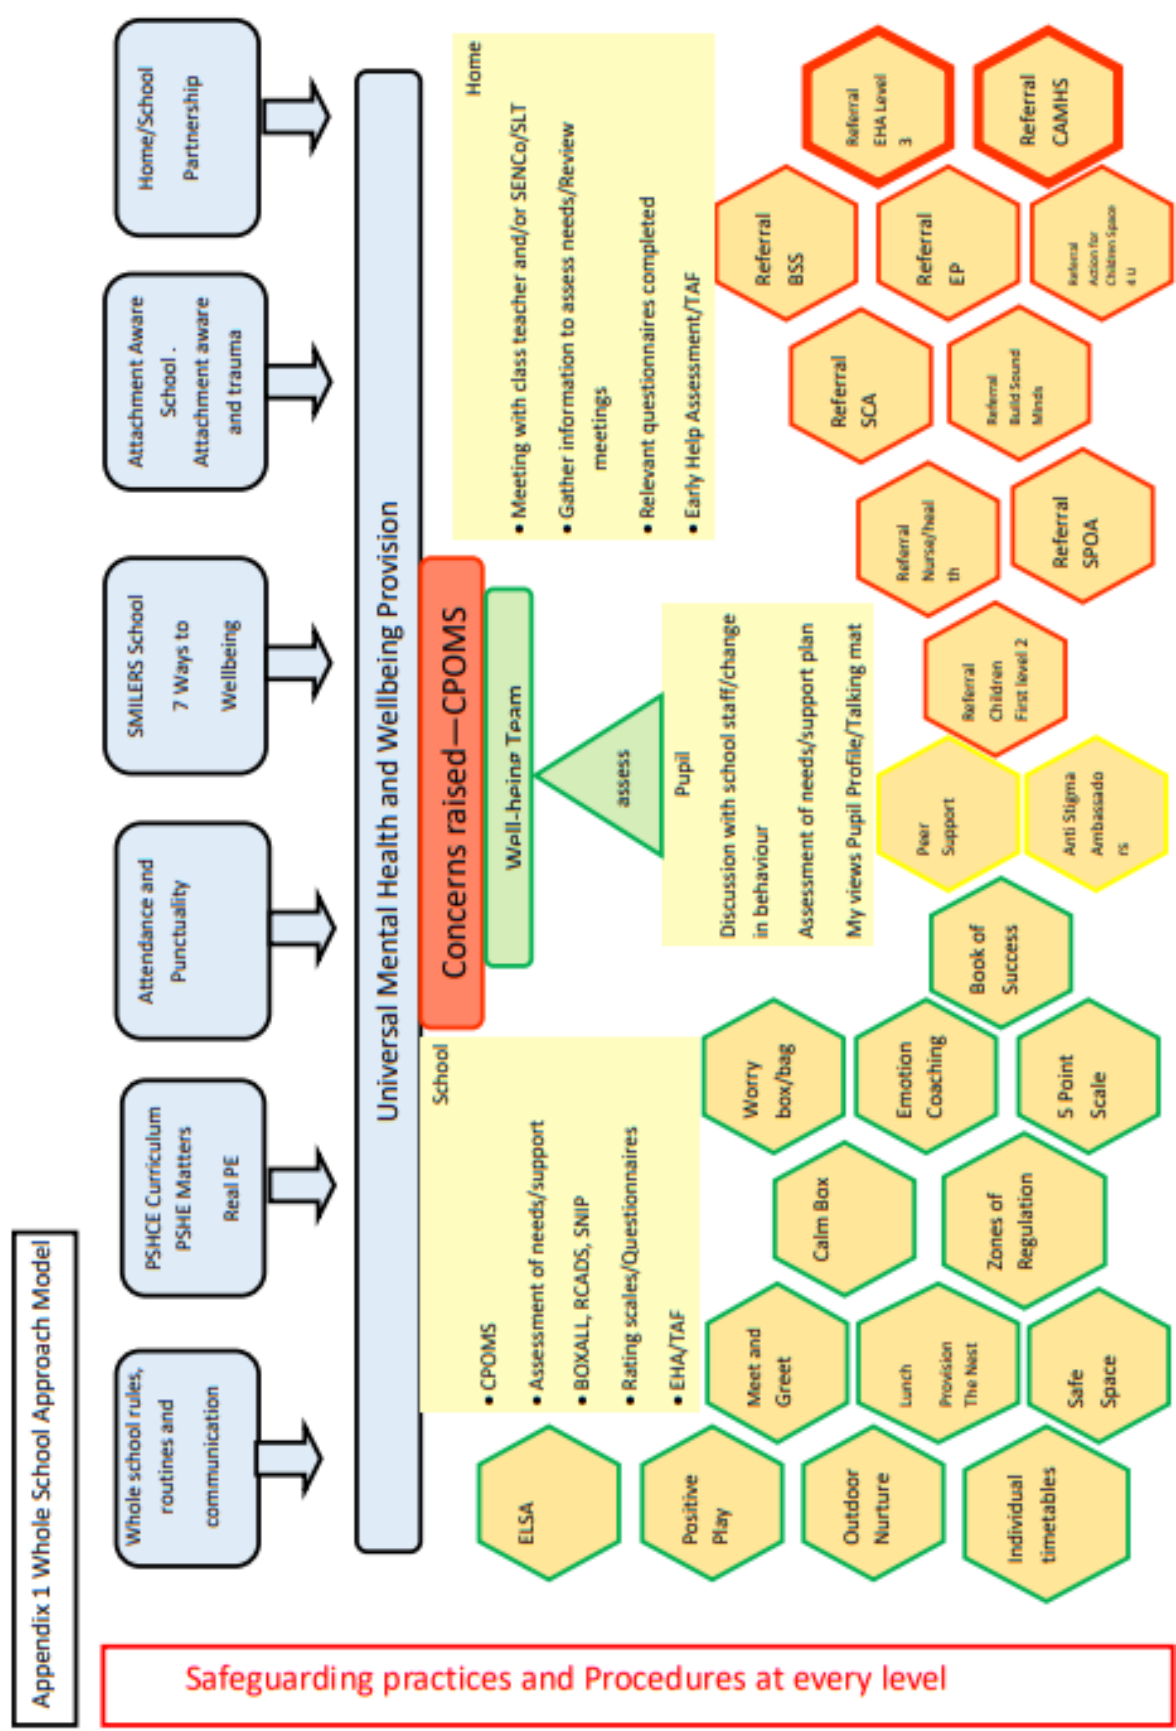 Appendix 1 Whole School Approach Model
Whole school rules,
routines and
communication
PSHCE Curriculum
PSHE Matters
Real PE
Attendance and
Punctuality
SMILERS School
7 Ways to
Wellbeing
Attachment Aware
School .
Attachment aware
and trauma
Home/School
Partnership
Universal Mental Health and Wellbeing Provision
Concerns raised—CPOMS
Well-being Team
assess
School
• CPOMS
• Assessment of needs/support
• BOXALL, RCADS, SNIP
• Rating scales/Questionnaires
• EHA/TAF
Pupil
Discussion with school staff/change
in behaviour
Assessment of needs/support plan
My views Pupil Profile/Talking mat
Home
• Meeting with class teacher and/or SENCo/SLT
• Gather information to assess needs/Review
meetings
• Relevant questionnaires completed
• Early Help Assessment/TAF
ELSA
Positive
Play
Outdoor
Nurture
Individual
timetables
Meet and
Greet
Lunch
Provision
The Nest
Safe
Space
Calm Box
Zones of
Regulation
Worry
box/bag
Emotion
Coaching
5 Point
Scale
Book of
Success
Peer
Support
Anti Stigma
Ambassado
rs
Referral
Children
First level 2
Referral
Nurse/heal
th
Referral
SPOA
Referral
SCA
Referral
Build Sound
Minds
Referral
BSS
Referral
EP
Referral
Action for
Children Space
4 U
Referral
EHA Level
3
Referral
CAMHS
Safeguarding practices and Procedures at every level